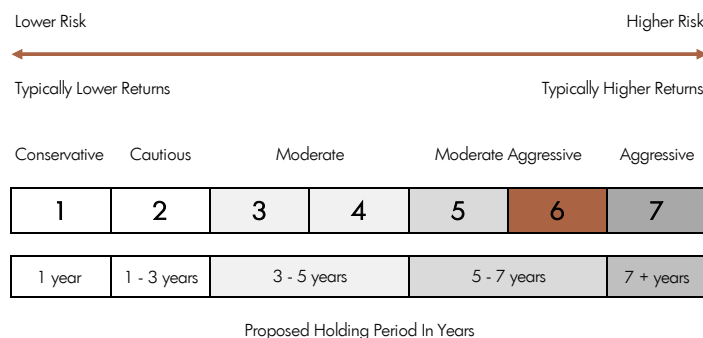 Lower Risk Higher Risk
Typically Lower Returns Typically Higher Returns
Conservative Cautious Moderate Moderate Aggressive Aggressive
1 2 3 4 5 6 7
1 year 1 - 3 years 3 - 5 years 5 - 7 years 7 + years
Proposed Holding Period In Years